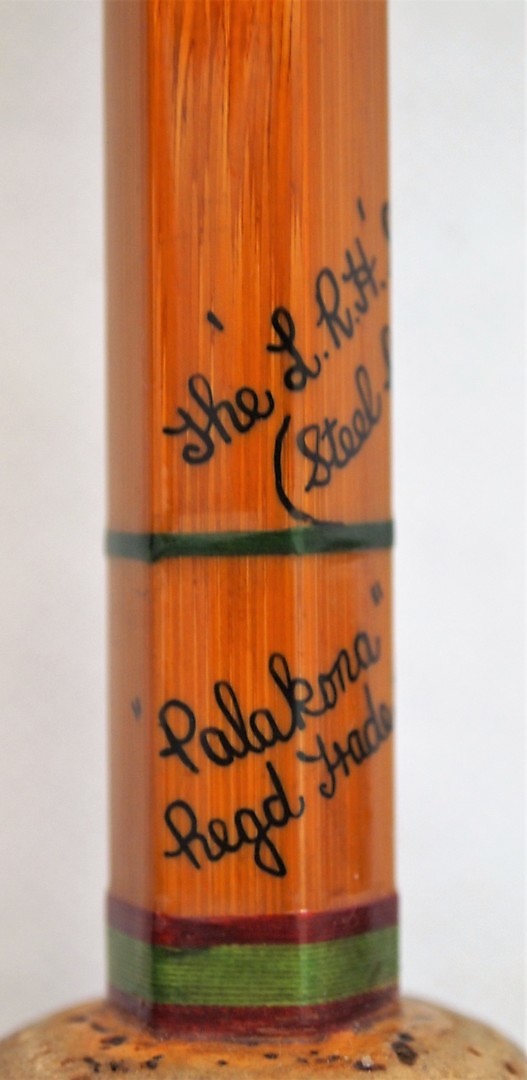 'The L.R.H.'
(Steel
"Palakona"
Regd Trade